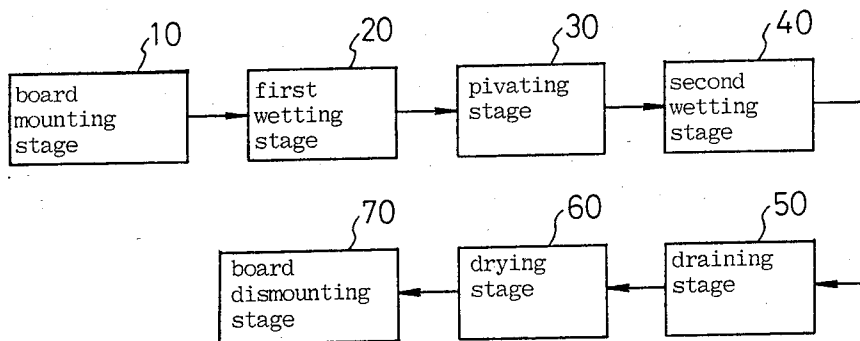 10
board
mounting
stage
20
first
wetting
stage
30
pivating
stage
40
second
wetting
stage
50
draining
stage
60
drying
stage
70
board
dismounting
stage